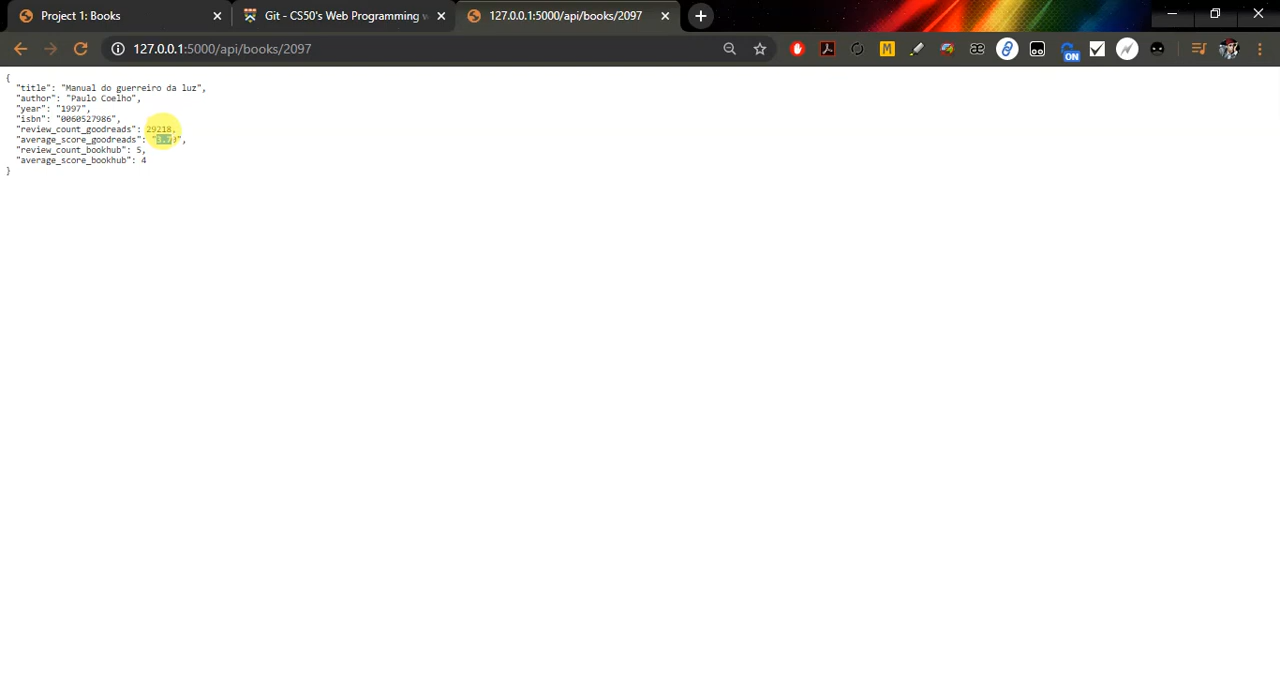 Project 1: Books
Git - CS50's Web Programming
127.0.0.1:5000/api/books/2097
127.0.0.1:5000/api/books/2097
M
æ
ON
{
"title": "Manual do guerreiro da luz",
"author": "Paulo Coelho",
"year": "1997",
"isbn": "0060527986",
"review_count_goodreads": 29218,
"average_score_goodreads":
"review_count_bookhub": 5,
"average_score_bookhub": 4
}